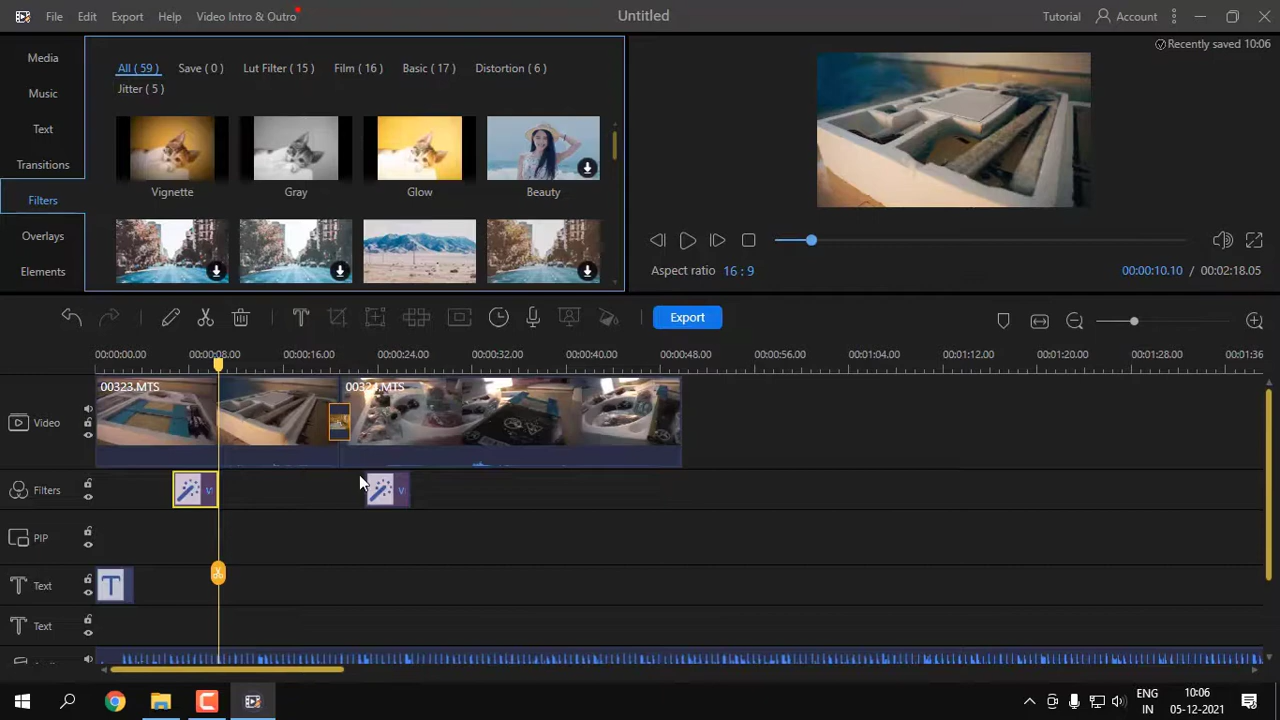 File Edit Export Help Video Intro & Outro Untitled Tutorial Account
Recently saved 10:06
Media
Music
Text
Transitions
Filters
Overlays
Elements
All ( 59 ) Save ( 0 ) Lut Filter ( 15 ) Film ( 16 ) Basic ( 17 ) Distortion ( 6 )
Jitter ( 5 )
Vignette Gray Glow Beauty
Aspect ratio 16 : 9 00:00:10.10 / 00:02:18.05
Export
00:00:00.00 00:00:08.00 00:00:16.00 00:00:24.00 00:00:32.00 00:00:40.00 00:00:48.00 00:00:56.00 00:01:04.00 00:01:12.00 00:01:20.00 00:01:28.00 00:01:36
00323.MTS 00324.MTS
Video
Filters
PIP
Text
Text
ENG 10:06
IN 05-12-2021